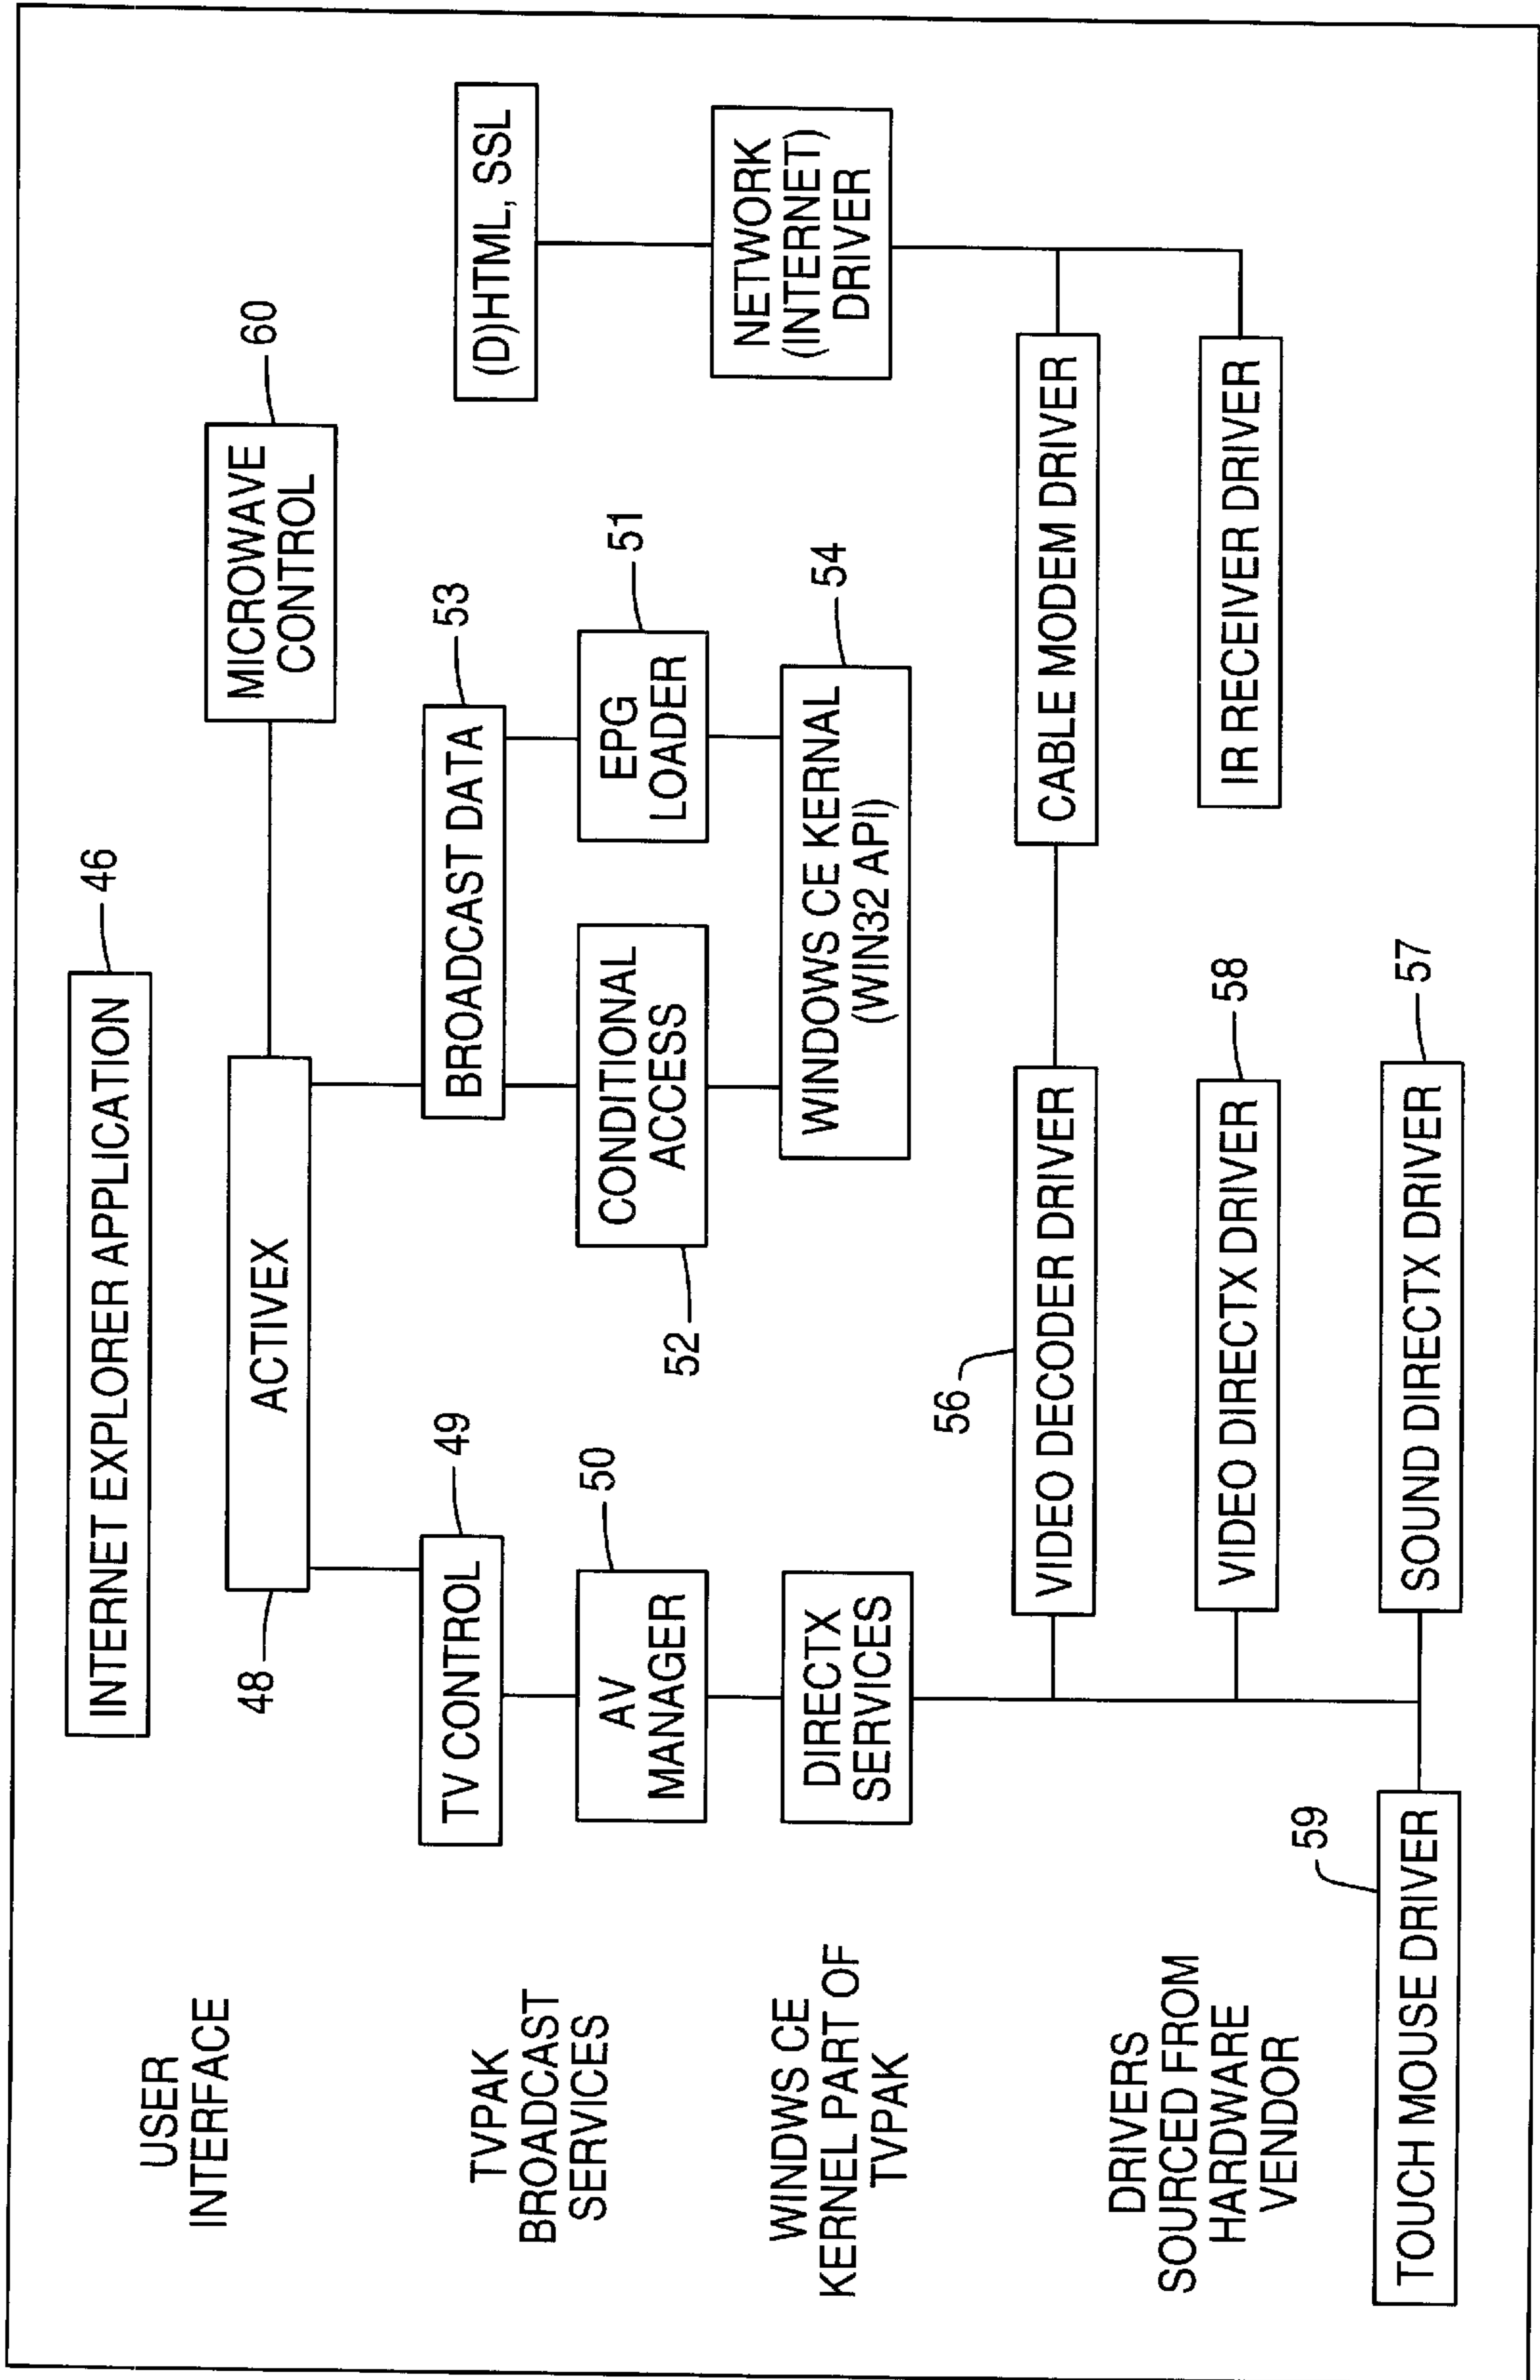 USER
INTERFACE
INTERNET EXPLORER APPLICATION
46
48
ACTIVEX
MICROWAVE
CONTROL
60
TVPAK
BROADCAST
SERVICES
TV CONTROL
49
BROADCAST DATA
53
(D)HTML, SSL
AV
MANAGER
50
CONDITIONAL
ACCESS
52
EPG
LOADER
51
WINDWS CE
KERNEL PART OF
TVPAK
DIRECTX
SERVICES
WINDOWS CE KERNAL
(WIN32 API)
54
NETWORK
(INTERNET)
DRIVER
DRIVERS
SOURCED FROM
HARDWARE
VENDOR
56
VIDEO DECODER DRIVER
CABLE MODEM DRIVER
VIDEO DIRECTX DRIVER
58
IR RECEIVER DRIVER
59
TOUCH MOUSE DRIVER
SOUND DIRECTX DRIVER
57